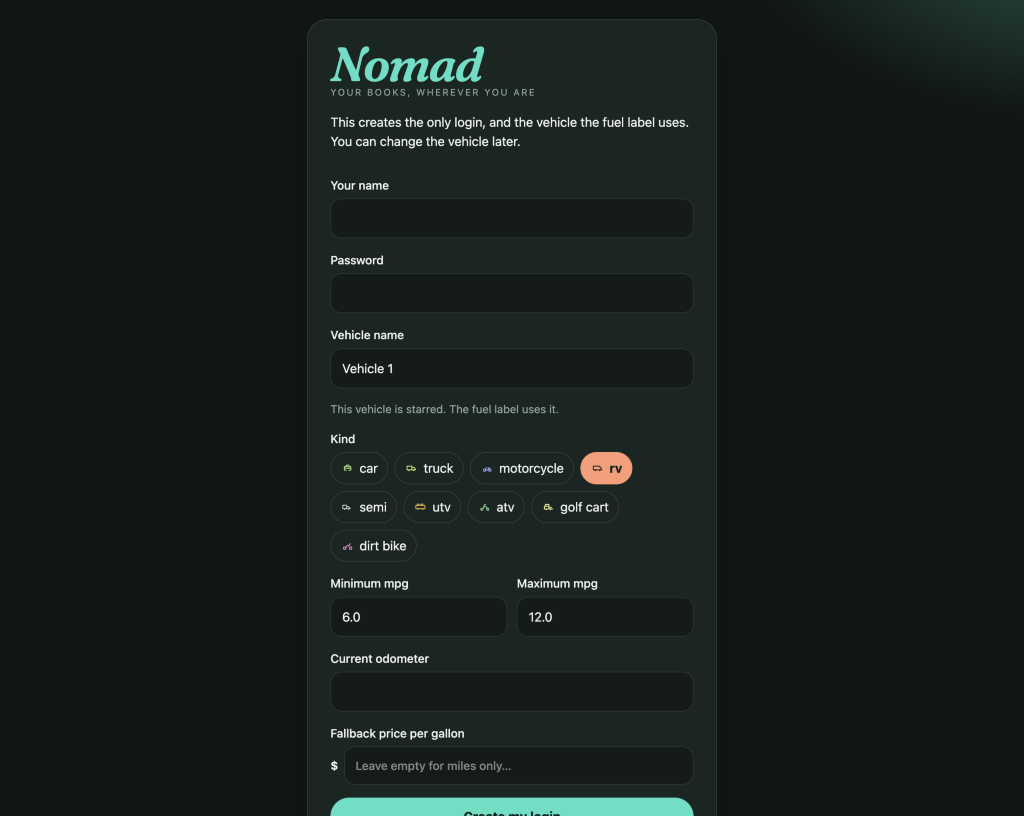 Nomad
YOUR BOOKS, WHEREVER YOU ARE
This creates the only login, and the vehicle the fuel label uses.
You can change the vehicle later.
Your name
Password
Vehicle name
Vehicle 1
This vehicle is starred. The fuel label uses it.
Kind
car truck motorcycle rv
semi utv atv golf cart
dirt bike
Minimum mpg Maximum mpg
6.0 12.0
Current odometer
Fallback price per gallon
$ Leave empty for miles only...
Create my login